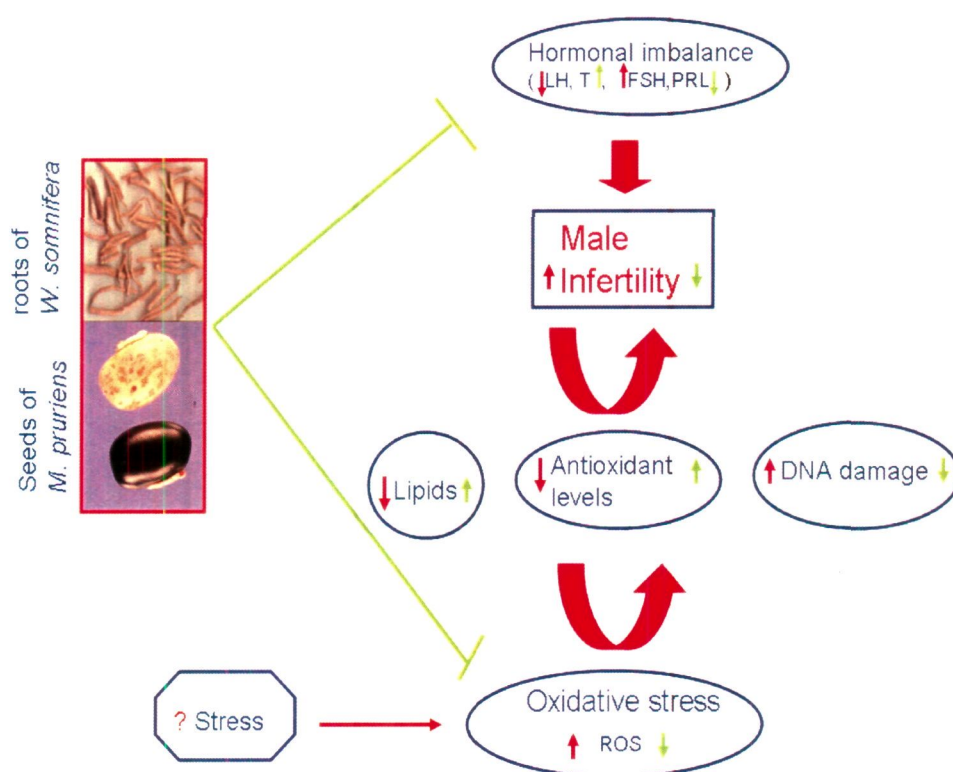 Hormonal imbalance
(↓LH, T↑, ↑FSH,PRL↓)
roots of
W. somnifera
Seeds of
M. pruriens
Male
↑ Infertility ↓
↓ Lipids ↑
↓ Antioxidant ↑
levels
↑ DNA damage ↓
? Stress
Oxidative stress
↑ ROS ↓